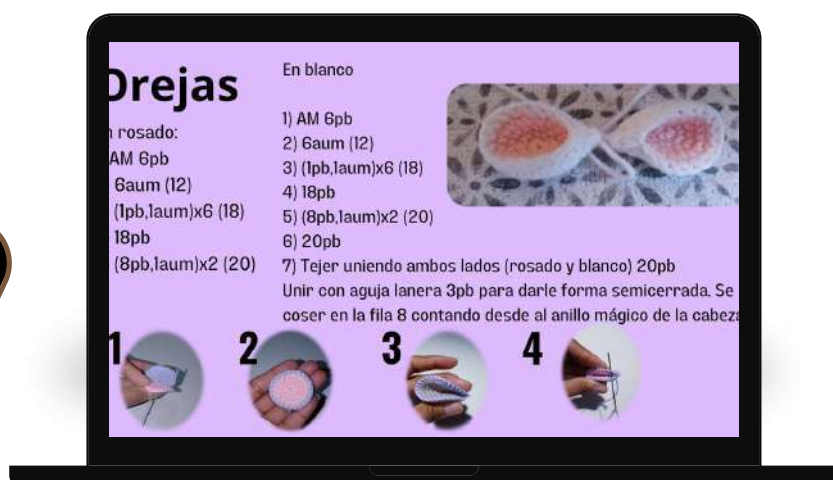 Orejas
rosado:
AM 6pb
6aum (12)
(1pb,1aum)x6 (18)
18pb
(8pb,1aum)x2 (20)
En blanco
1) AM 6pb
2) 6aum (12)
3) (1pb,1aum)x6 (18)
4) 18pb
5) (8pb,1aum)x2 (20)
6) 20pb
7) Tejer uniendo ambos lados (rosado y blanco) 20pb
Unir con aguja lanera 3pb para darle forma semicerrada. Se
coser en la fila 8 contando desde al anillo mágico de la cabeza
1 2 3 4